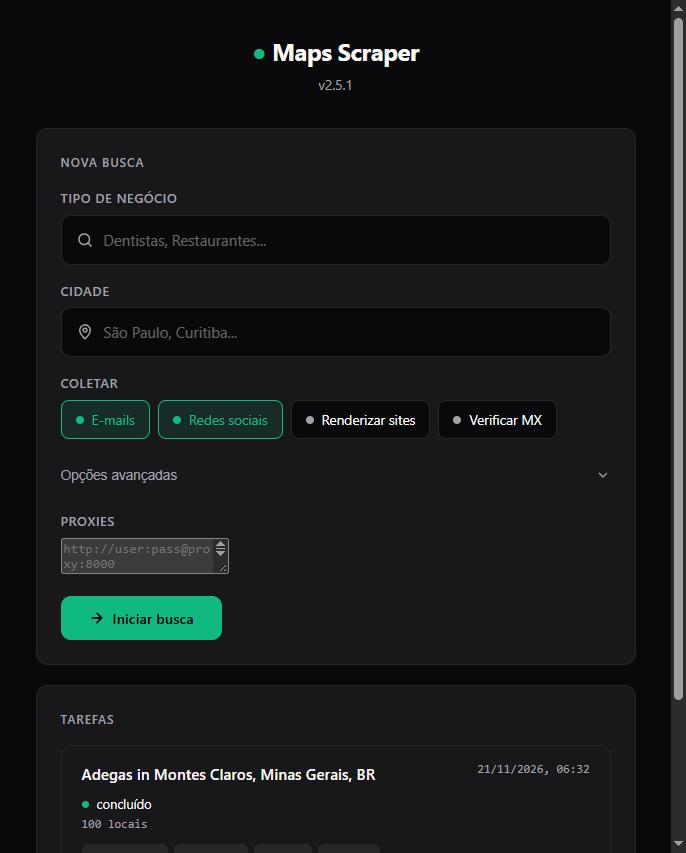 Maps Scraper
v2.5.1
NOVA BUSCA
TIPO DE NEGÓCIO
Dentistas, Restaurantes...
CIDADE
São Paulo, Curitiba...
COLETAR
E-mails Redes sociais Renderizar sites Verificar MX
Opções avançadas
PROXIES
http://user:pass@pro
xy:8000
Iniciar busca
TAREFAS
Adegas in Montes Claros, Minas Gerais, BR 21/11/2026, 06:32
concluído
100 locais